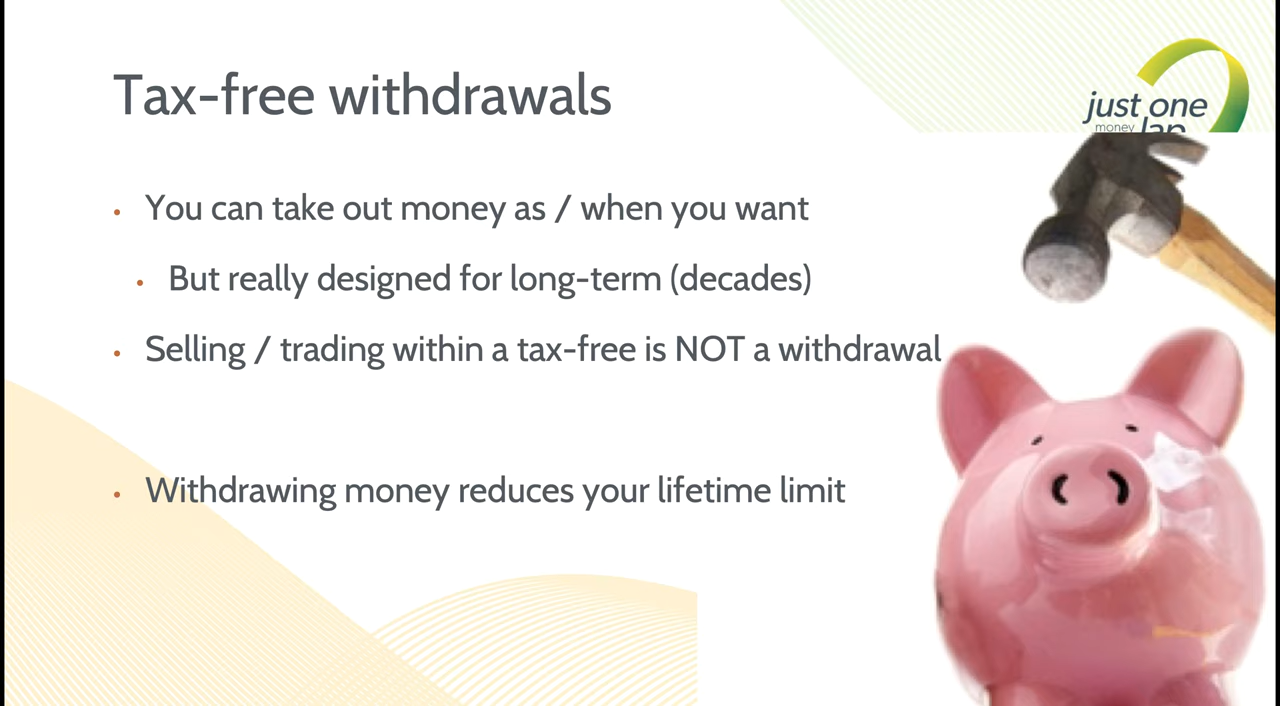 Tax-free withdrawals
just one
money lap
• You can take out money as / when you want
• But really designed for long-term (decades)
• Selling / trading within a tax-free is NOT a withdrawal
• Withdrawing money reduces your lifetime limit